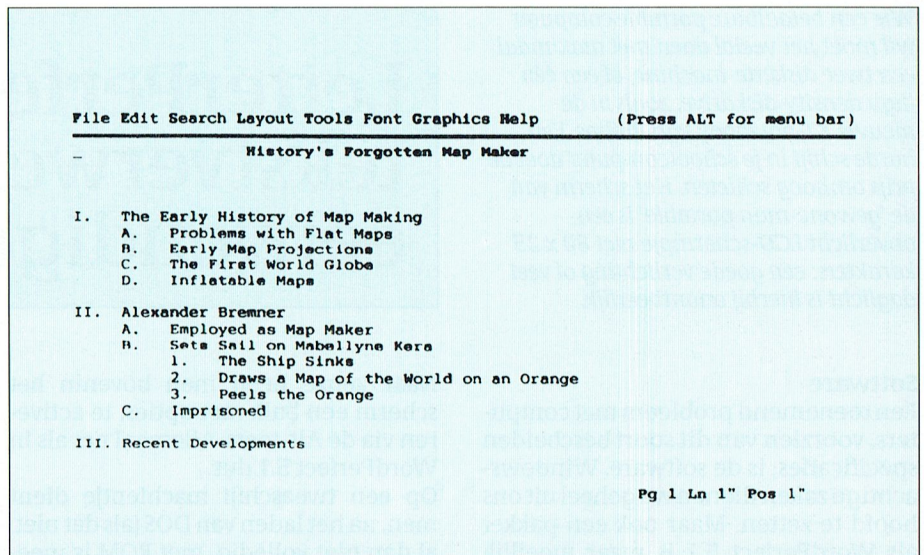 File Edit Search Layout Tools Font Graphics Help (Press ALT for menu bar)
History's Forgotten Map Maker
I. The Early History of Map Making
A. Problems with Flat Maps
B. Early Map Projections
C. The First World Globe
D. Inflatable Maps
II. Alexander Bremner
A. Employed as Map Maker
B. Sets Sail on Mabellyne Kera
1. The Ship Sinks
2. Draws a Map of the World on an Orange
3. Peels the Orange
C. Imprisoned
III. Recent Developments
Pg 1 Ln 1" Pos 1"